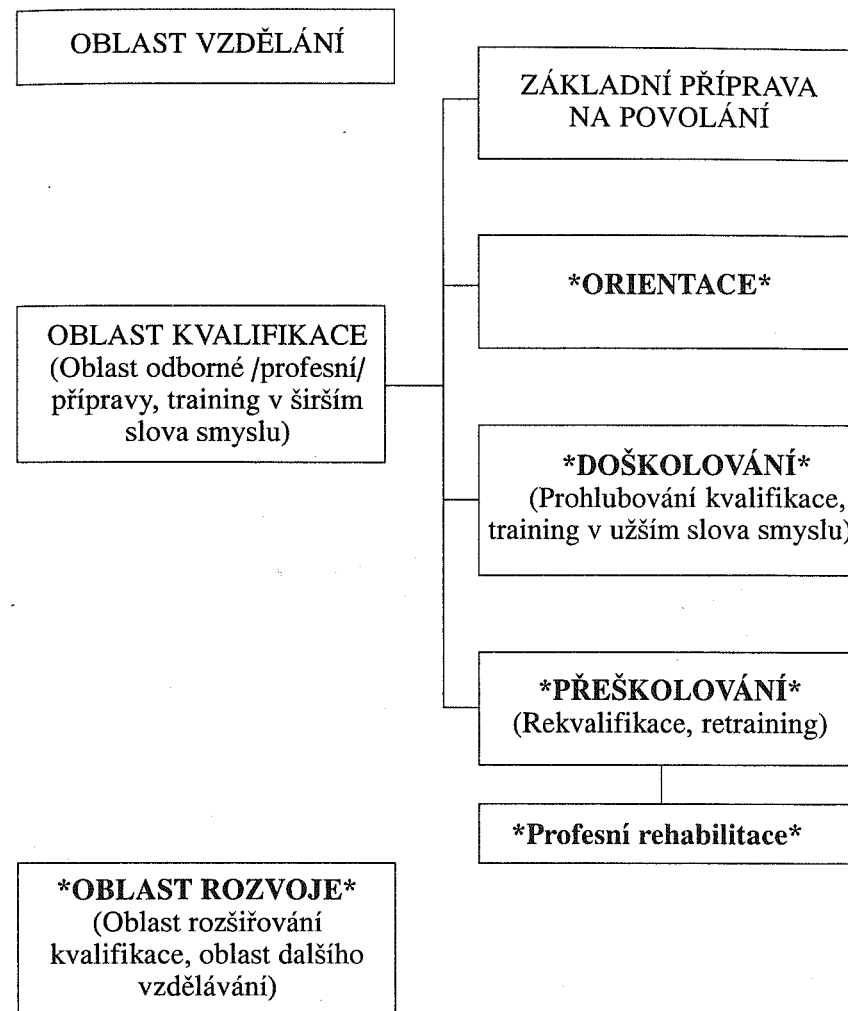 OBLAST VZDĚLÁNÍ
ZÁKLADNÍ PŘÍPRAVA
NA POVOLÁNÍ
*ORIENTACE*
OBLAST KVALIFIKACE
(Oblast odborné /profesní/
přípravy, training v širším
slova smyslu)
*DOŠKOLOVÁNÍ*
(Prohlubování kvalifikace,
training v užším slova smyslu)
*PŘEŠKOLOVÁNÍ*
(Rekvalifikace, retraining)
*Profesní rehabilitace*
*OBLAST ROZVOJE*
(Oblast rozšiřování
kvalifikace, oblast dalšího
vzdělávání)